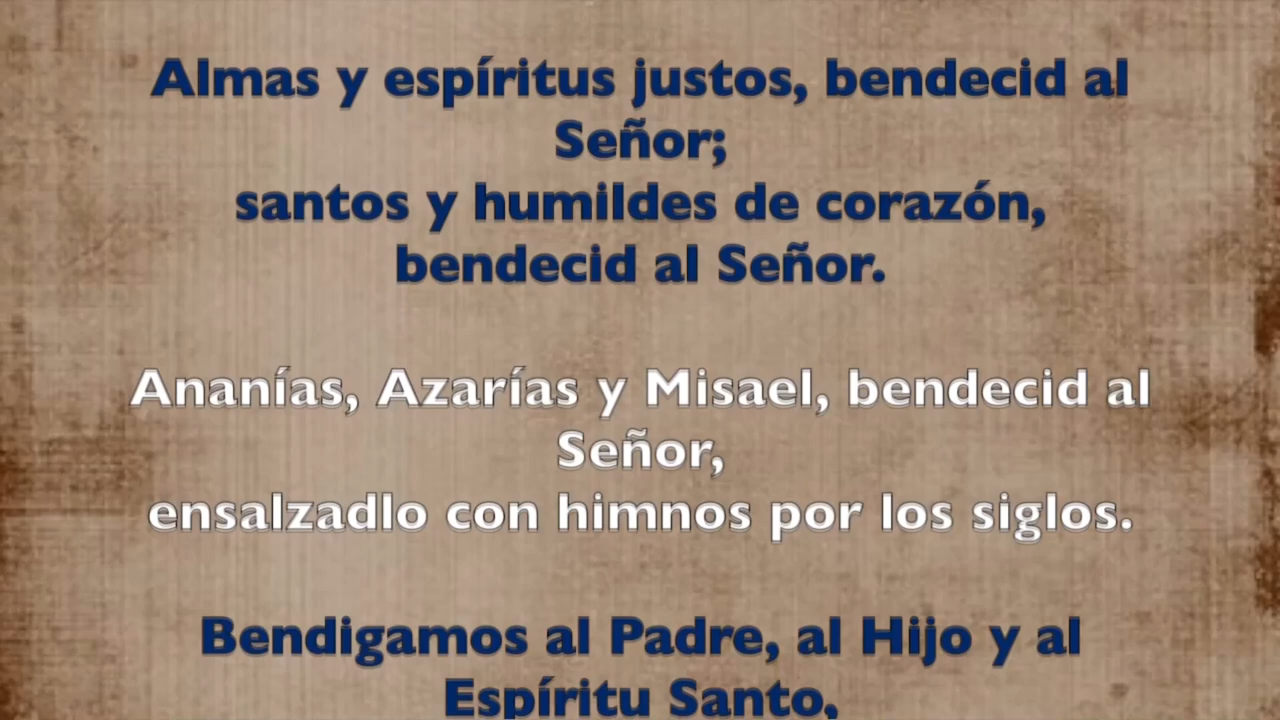 Almas y espíritus justos, bendecid al
Señor;
santos y humildes de corazón,
bendecid al Señor.
Ananías, Azarías y Misael, bendecid al
Señor,
ensalzadlo con himnos por los siglos.
Bendigamos al Padre, al Hijo y al
Espíritu Santo,